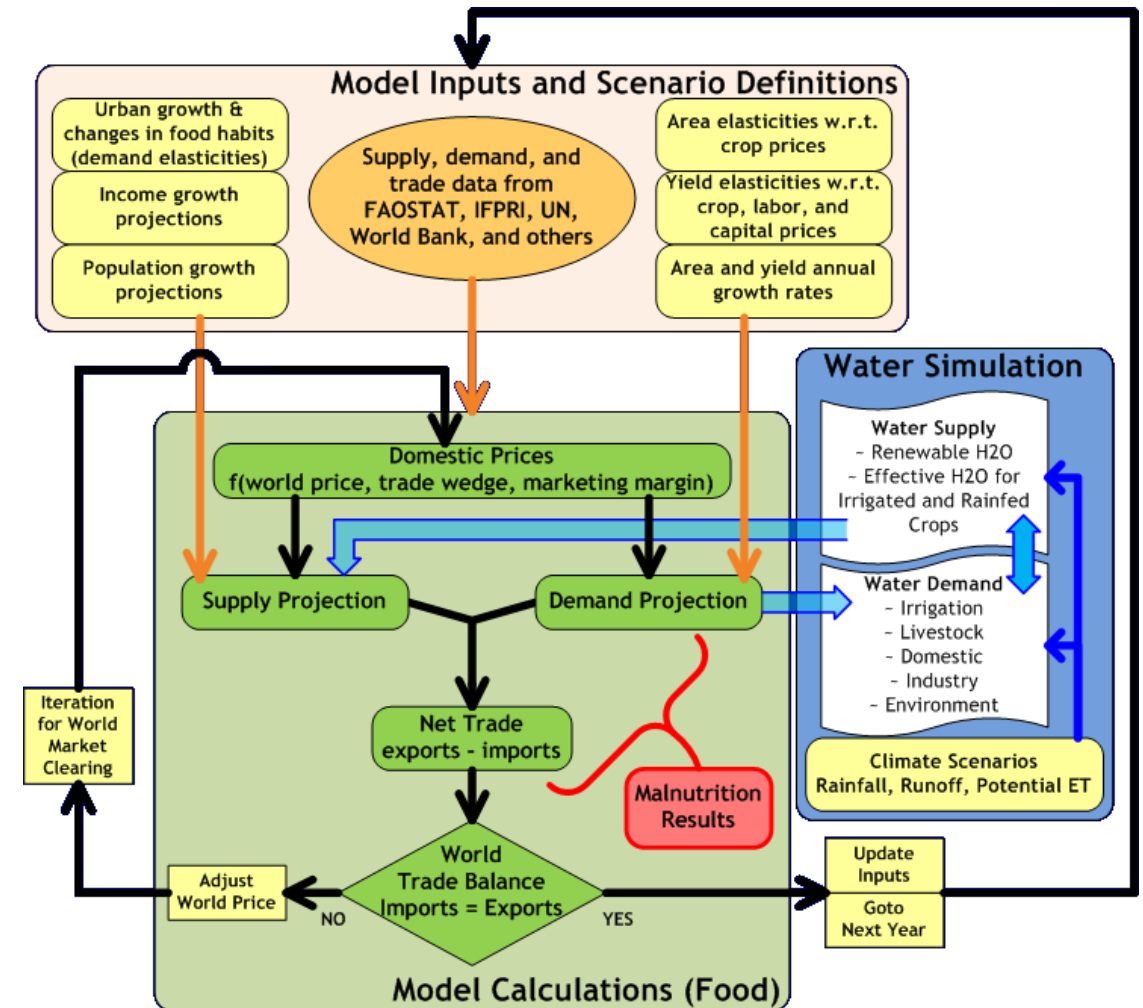 Model Inputs and Scenario Definitions
Urban growth &
changes in food habits
(demand elasticities)
Income growth
projections
Population growth
projections
Supply, demand, and
trade data from
FAOSTAT, IFPRI, UN,
World Bank, and others
Area elasticities w.r.t.
crop prices
Yield elasticities w.r.t.
crop, labor, and
capital prices
Area and yield annual
growth rates
Water Simulation
Water Supply
~ Renewable H2O
~ Effective H2O for
Irrigated and Rainfed
Crops
Water Demand
~ Irrigation
~ Livestock
~ Domestic
~ Industry
~ Environment
Climate Scenarios
Rainfall, Runoff, Potential ET
Domestic Prices
f(world price, trade wedge, marketing margin)
Supply Projection
Demand Projection
Net Trade
exports - imports
Malnutrition
Results
World
Trade Balance
Imports = Exports
NO
YES
Adjust
World Price
Iteration
for World
Market
Clearing
Update
Inputs
Goto
Next Year
Model Calculations (Food)